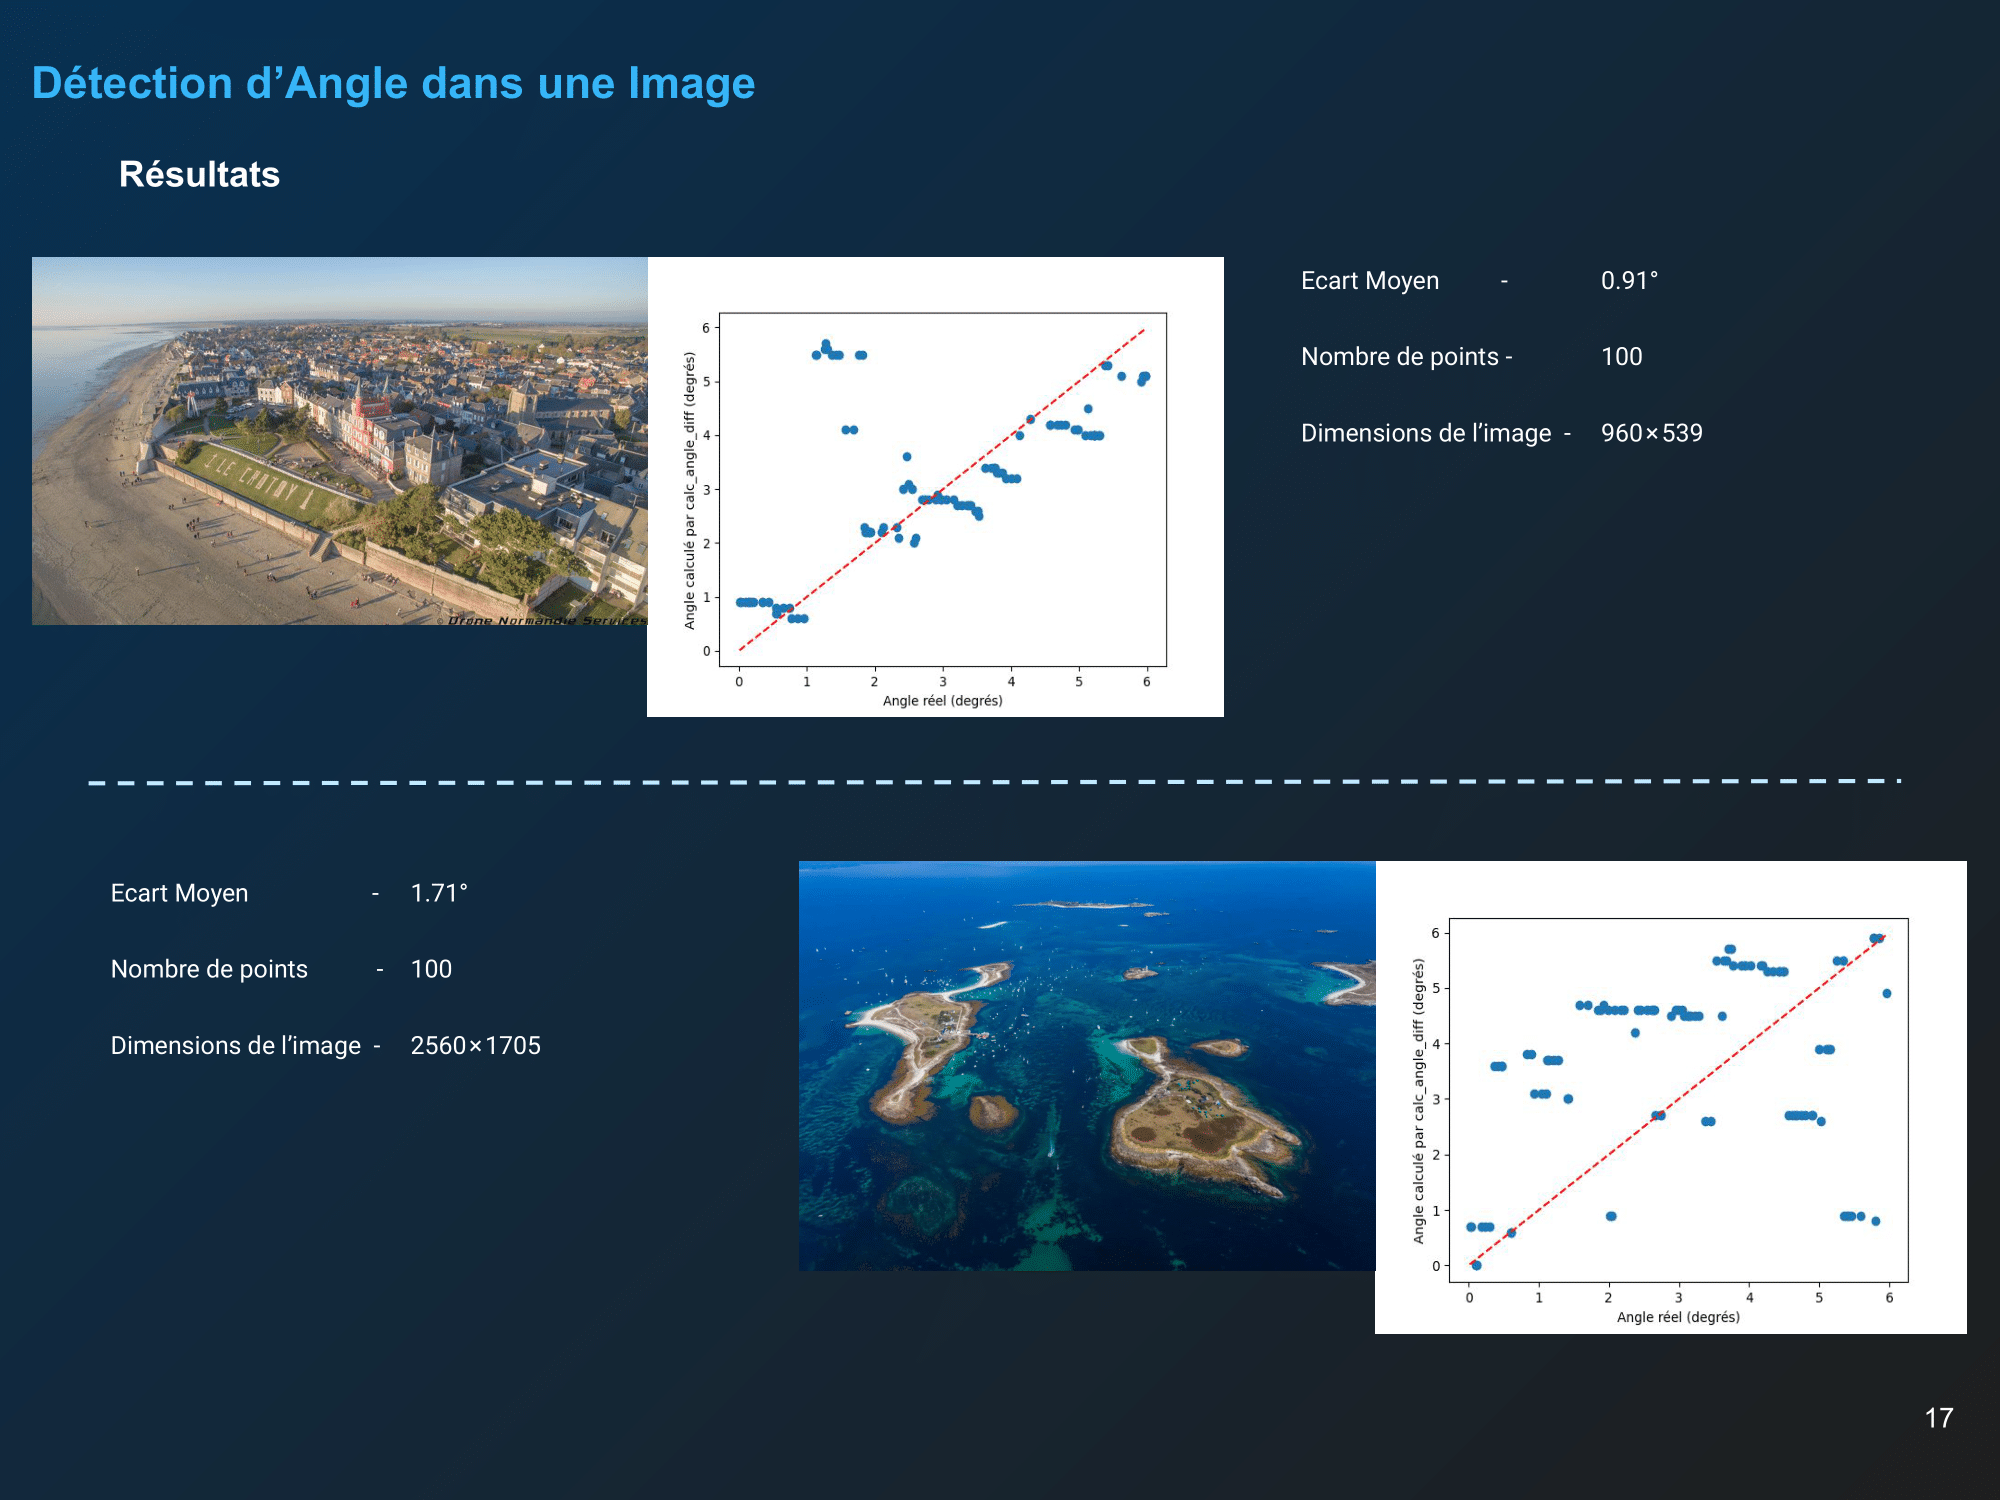 Détection d’Angle dans une Image
Résultats
LE CROTOY
© Drone Normandie Services
6
5
4
3
2
1
0
Angle calculé par calc_angle_diff (degrés)
0 1 2 3 4 5 6
Angle réel (degrés)
Ecart Moyen - 0.91°
Nombre de points - 100
Dimensions de l’image - 960×539
Ecart Moyen - 1.71°
Nombre de points - 100
Dimensions de l’image - 2560×1705
6
5
4
3
2
1
0
Angle calculé par calc_angle_diff (degrés)
0 1 2 3 4 5 6
Angle réel (degrés)
17